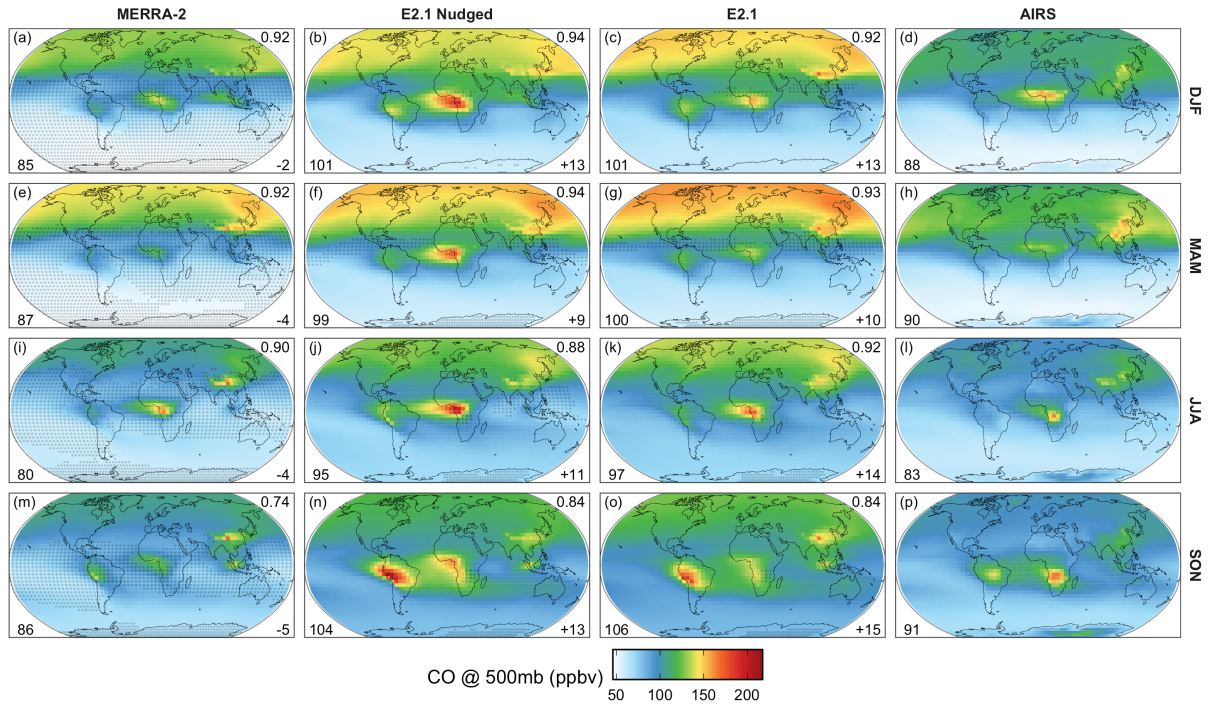 MERRA-2 E2.1 Nudged E2.1 AIRS
(a) 0.92 (b) 0.94 (c) 0.92 (d)
DJF
85 -2 101 +13 101 +13 88
(e) 0.92 (f) 0.94 (g) 0.93 (h)
MAM
87 -4 99 +9 100 +10 90
(i) 0.90 (j) 0.88 (k) 0.92 (l)
JJA
80 -4 95 +11 97 +14 83
(m) 0.74 (n) 0.84 (o) 0.84 (p)
SON
86 -5 104 +13 106 +15 91
CO @ 500mb (ppbv)
50 100 150 200